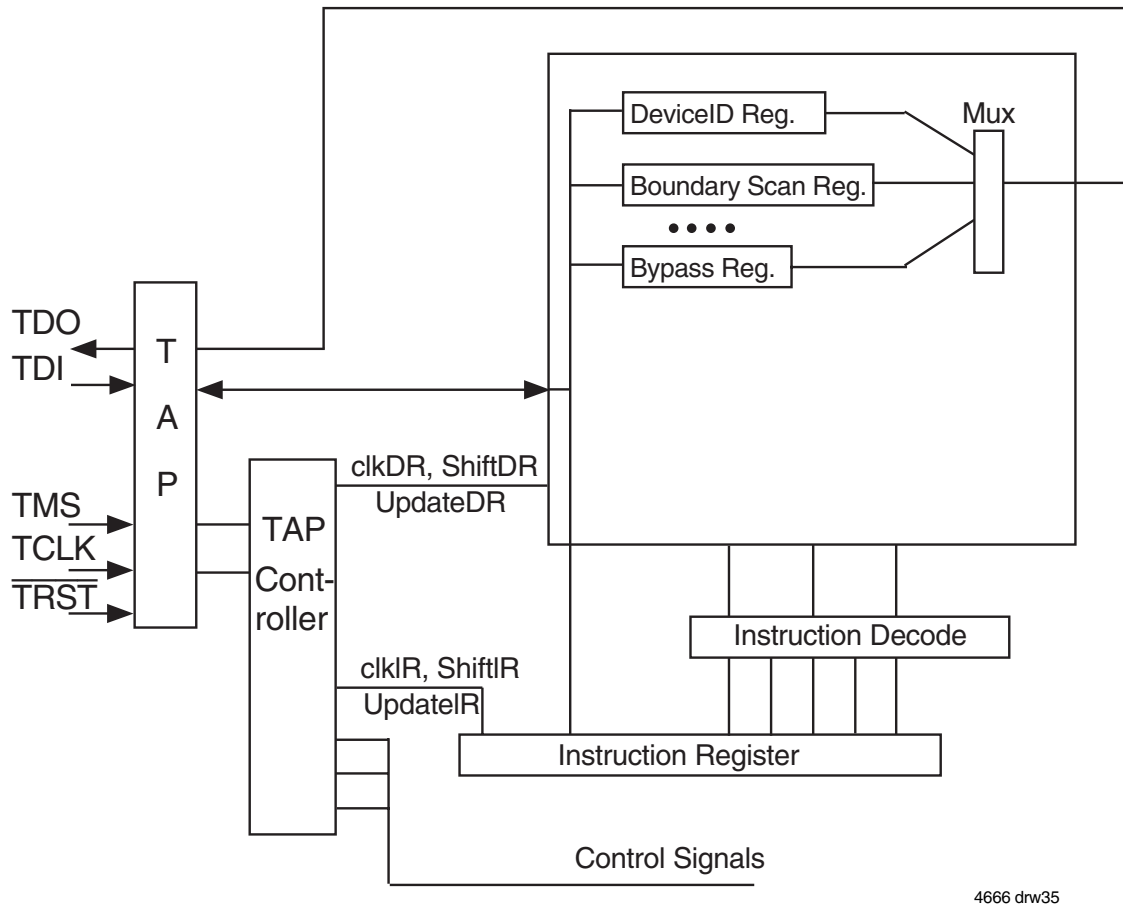 DeviceID Reg.
Mux
Boundary Scan Reg.
Bypass Reg.
TDO
TDI
T
A
P
TMS
TCLK
TRST
TAP
Cont-
roller
clkDR, ShiftDR
UpdateDR
Instruction Decode
clkIR, ShiftIR
UpdateIR
Instruction Register
Control Signals
4666 drw35